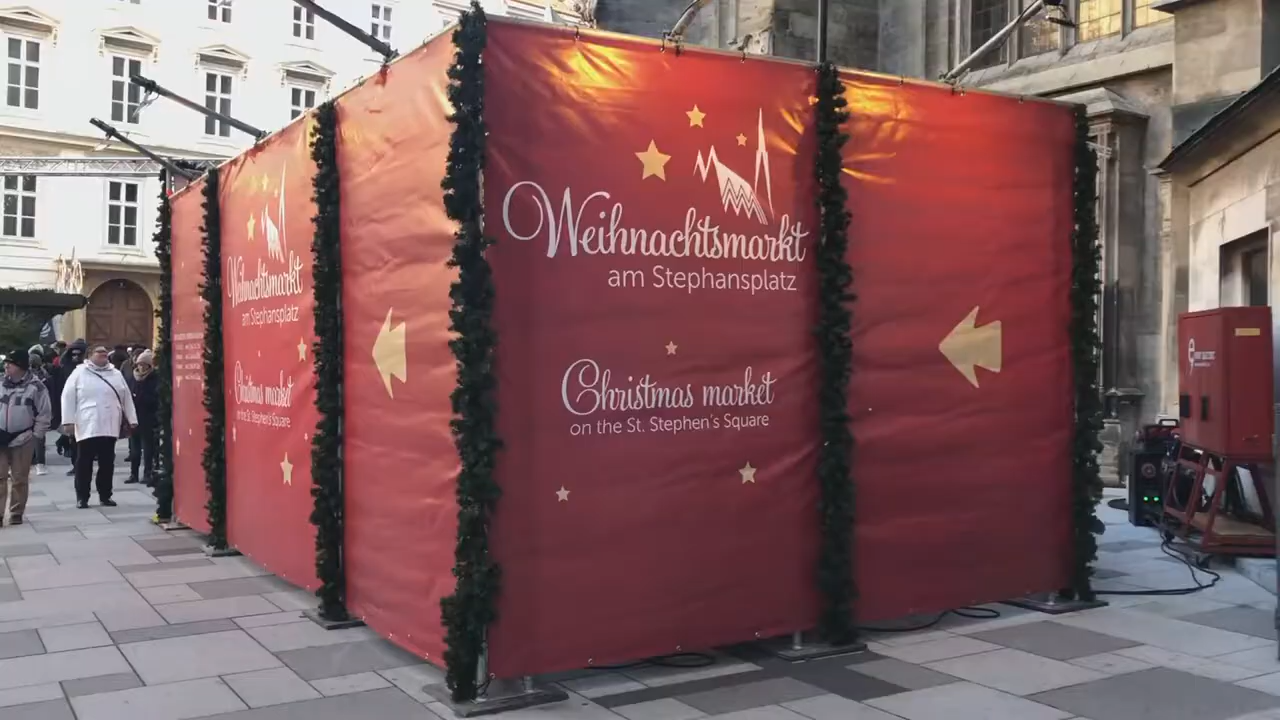 Weihnachtsmarkt
am Stephansplatz
Christmas market
on the St. Stephen's Square
Weihnachtsmarkt
am Stephansplatz
Christmas market
on the St. Stephen's Square